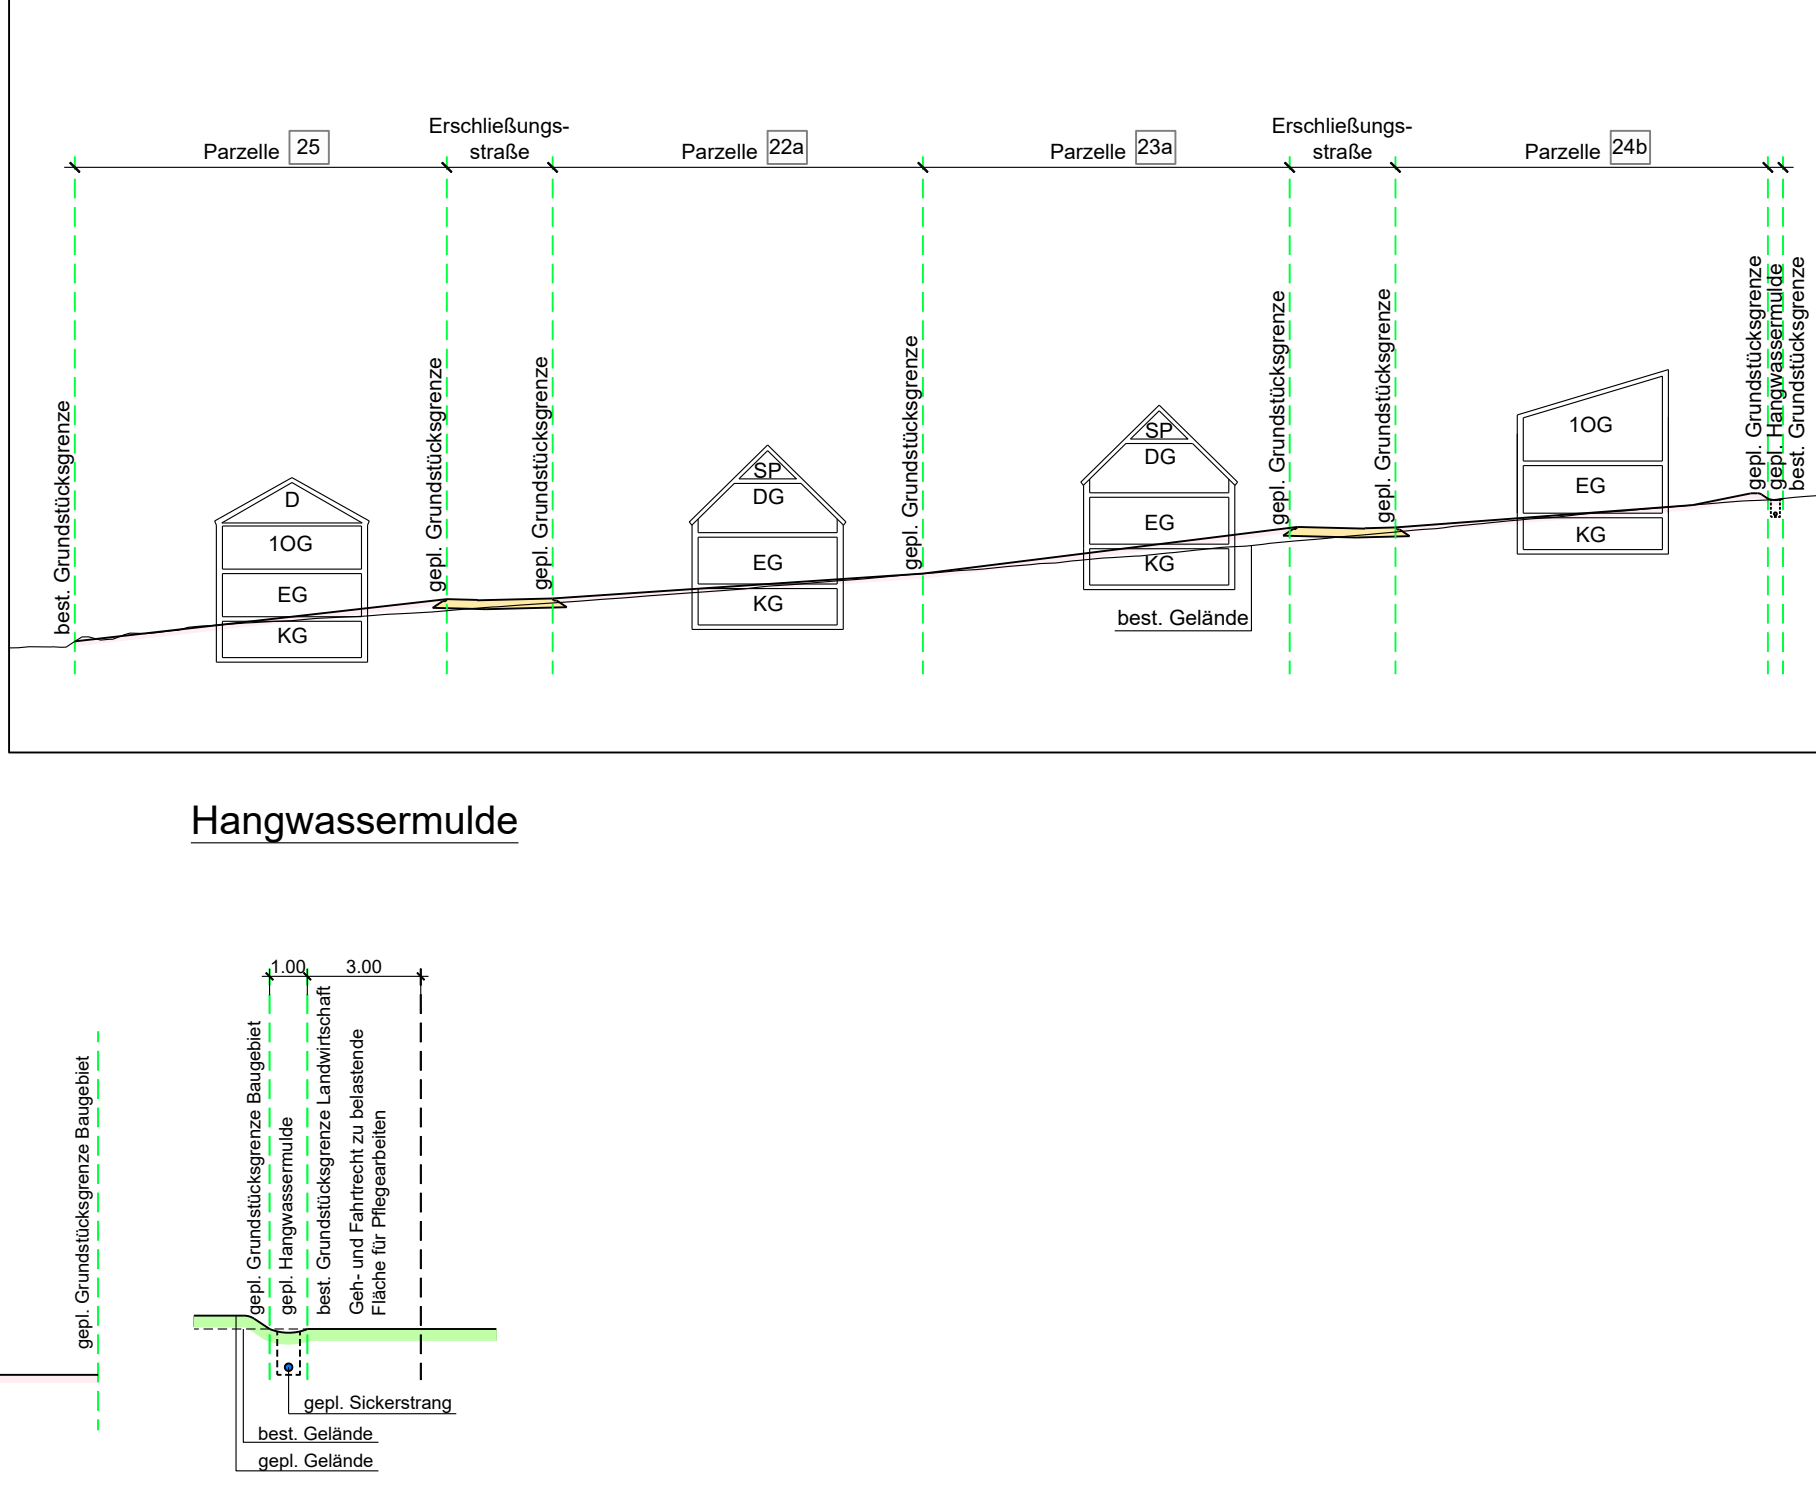 Parzelle 25
Erschließungs-
straße
Parzelle 22a
Parzelle 23a
Erschließungs-
straße
Parzelle 24b
best. Grundstücksgrenze
gepl. Grundstücksgrenze
gepl. Grundstücksgrenze
gepl. Grundstücksgrenze
gepl. Grundstücksgrenze
gepl. Grundstücksgrenze
gepl. Grundstücksgrenze
gepl. Hangwassermulde
best. Grundstücksgrenze
D
1OG
EG
KG
SP
DG
EG
KG
SP
DG
EG
KG
1OG
EG
KG
best. Gelände
Hangwassermulde
1.00
3.00
gepl. Grundstücksgrenze Baugebiet
gepl. Grundstücksgrenze Baugebiet
gepl. Hangwassermulde
best. Grundstücksgrenze Landwirtschaft
Geh- und Fahrtrecht zu belastende
Fläche für Pflegearbeiten
gepl. Sickerstrang
best. Gelände
gepl. Gelände